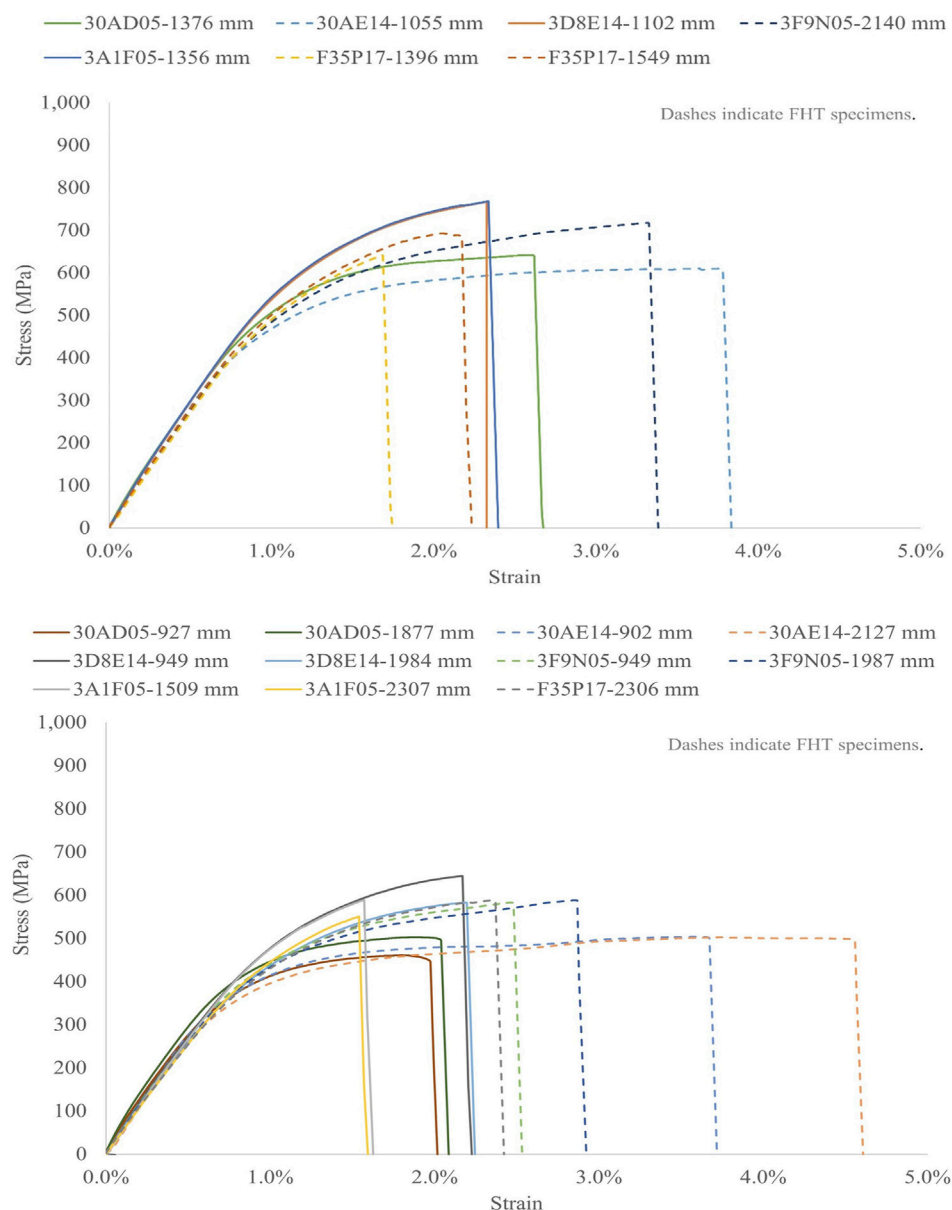 30AD05-1376 mm 30AE14-1055 mm 3D8E14-1102 mm 3F9N05-2140 mm
3A1F05-1356 mm F35P17-1396 mm F35P17-1549 mm
Dashes indicate FHT specimens.
1,000
900
800
700
600
500
400
300
200
100
0
Stress (MPa)
0.0% 1.0% 2.0% 3.0% 4.0% 5.0%
Strain
30AD05-927 mm 30AD05-1877 mm 30AE14-902 mm 30AE14-2127 mm
3D8E14-949 mm 3D8E14-1984 mm 3F9N05-949 mm 3F9N05-1987 mm
3A1F05-1509 mm 3A1F05-2307 mm F35P17-2306 mm
Dashes indicate FHT specimens.
1,000
900
800
700
600
500
400
300
200
100
0
Stress (MPa)
0.0% 1.0% 2.0% 3.0% 4.0% 5.0%
Strain